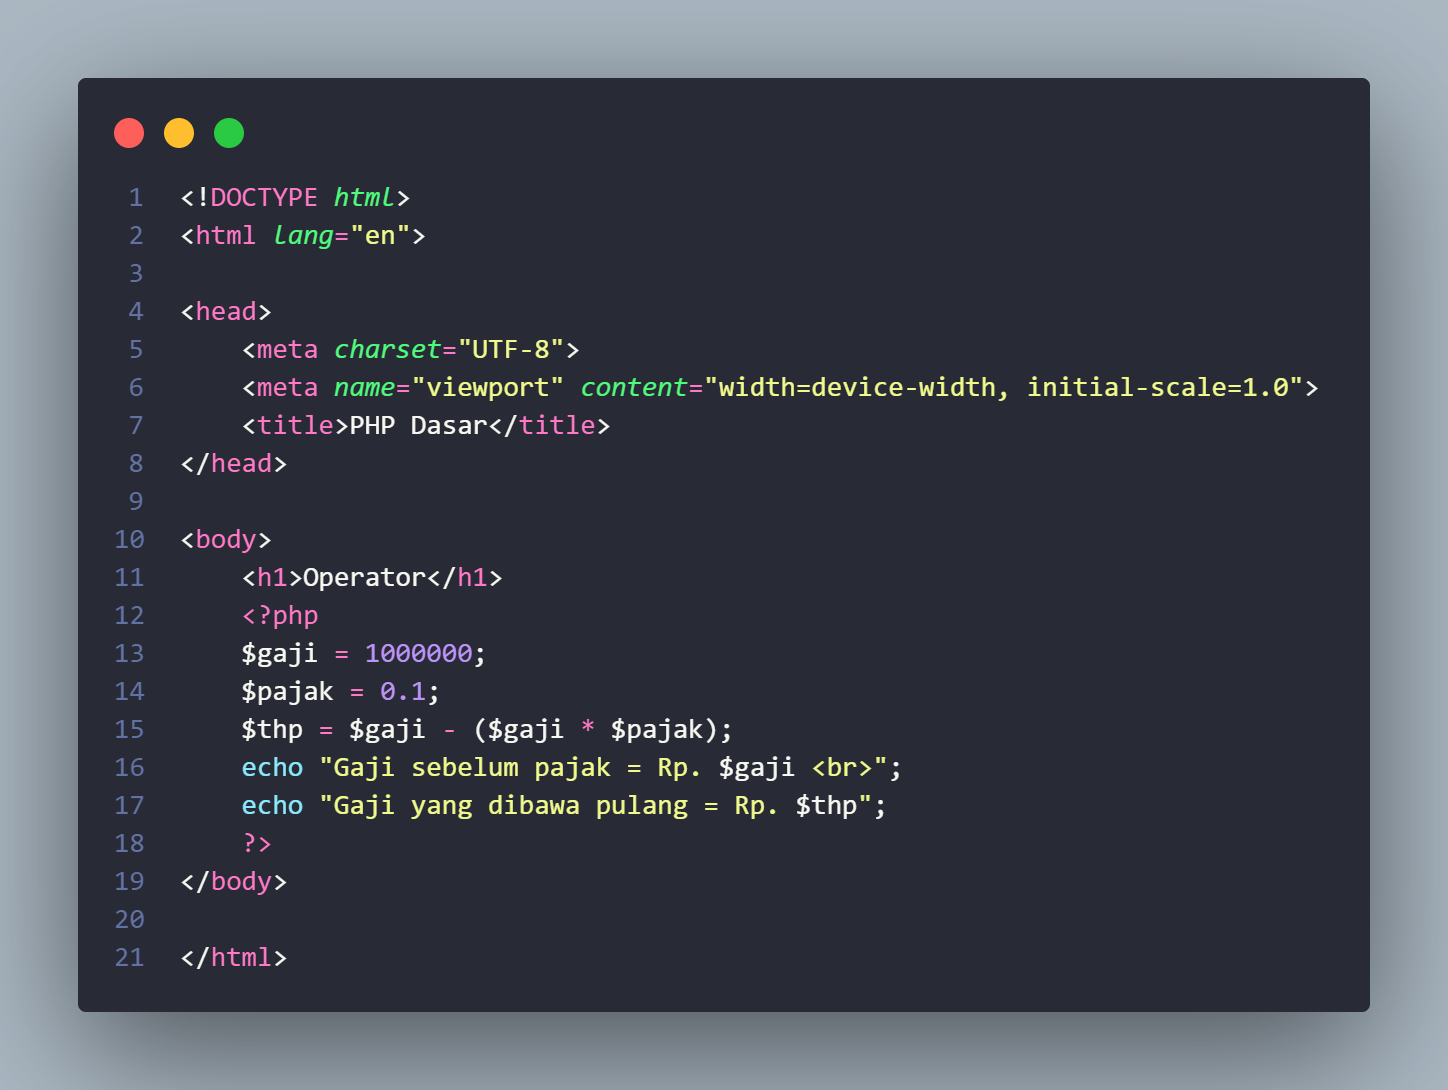 1 <!DOCTYPE html>
2 <html lang="en">
3
4 <head>
5     <meta charset="UTF-8">
6     <meta name="viewport" content="width=device-width, initial-scale=1.0">
7     <title>PHP Dasar</title>
8 </head>
9
10 <body>
11     <h1>Operator</h1>
12     <?php
13     $gaji = 1000000;
14     $pajak = 0.1;
15     $thp = $gaji - ($gaji * $pajak);
16     echo "Gaji sebelum pajak = Rp. $gaji <br>";
17     echo "Gaji yang dibawa pulang = Rp. $thp";
18     ?>
19 </body>
20
21 </html>